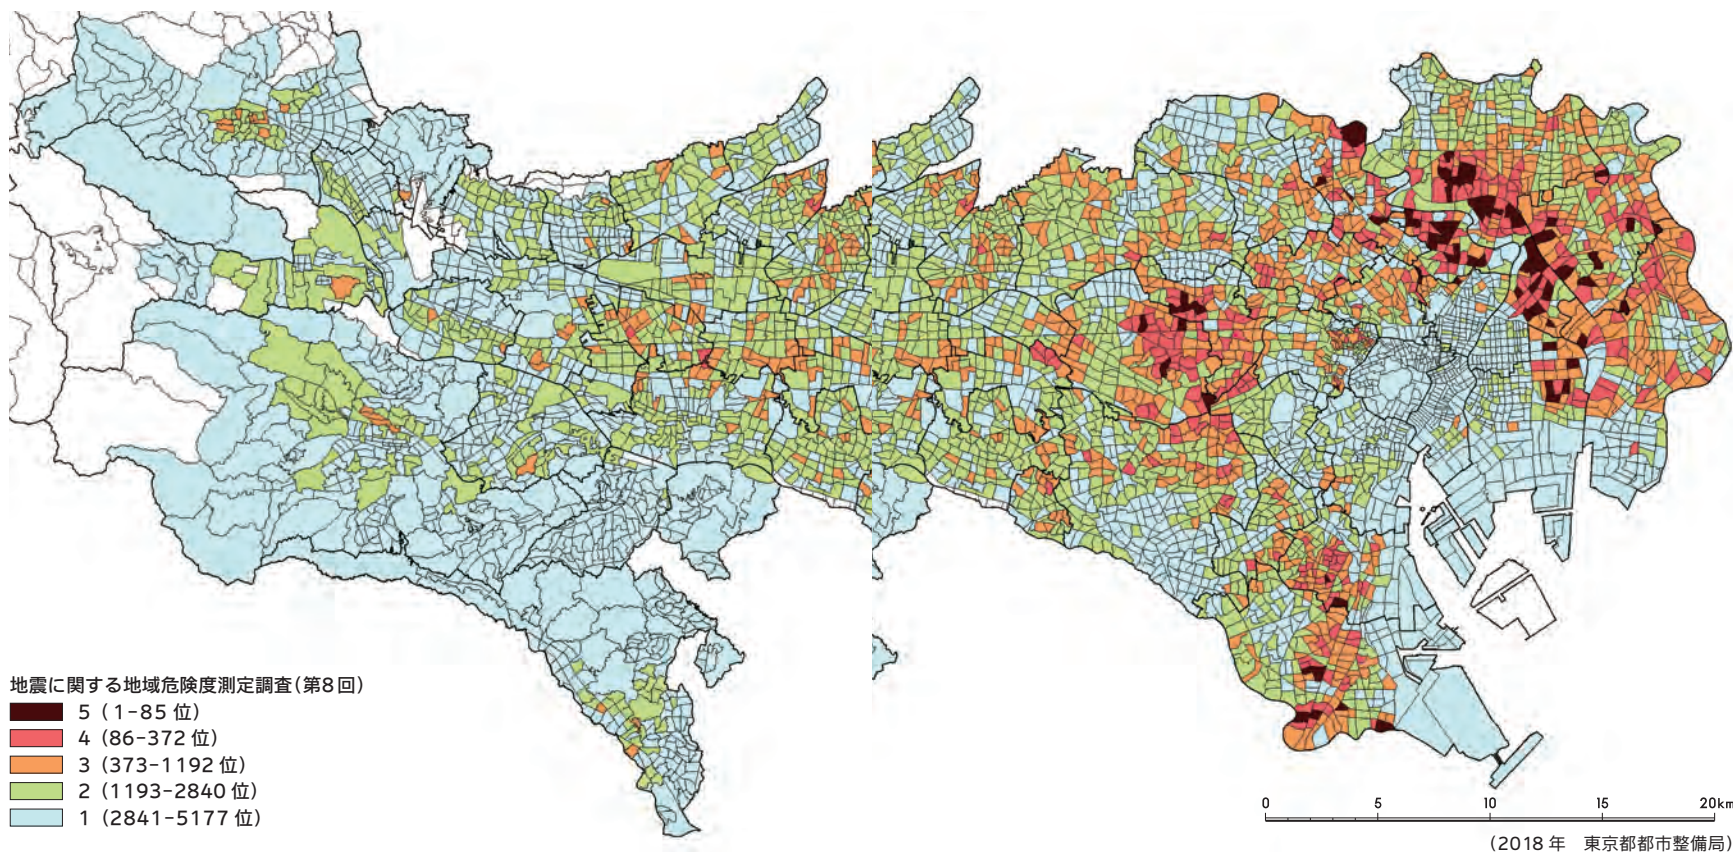 地震に関する地域危険度測定調査(第8回)
5 (1-85 位)
4 (86-372 位)
3 (373-1192 位)
2 (1193-2840 位)
1 (2841-5177 位)
0 5 10 15 20km
(2018 年 東京都都市整備局)